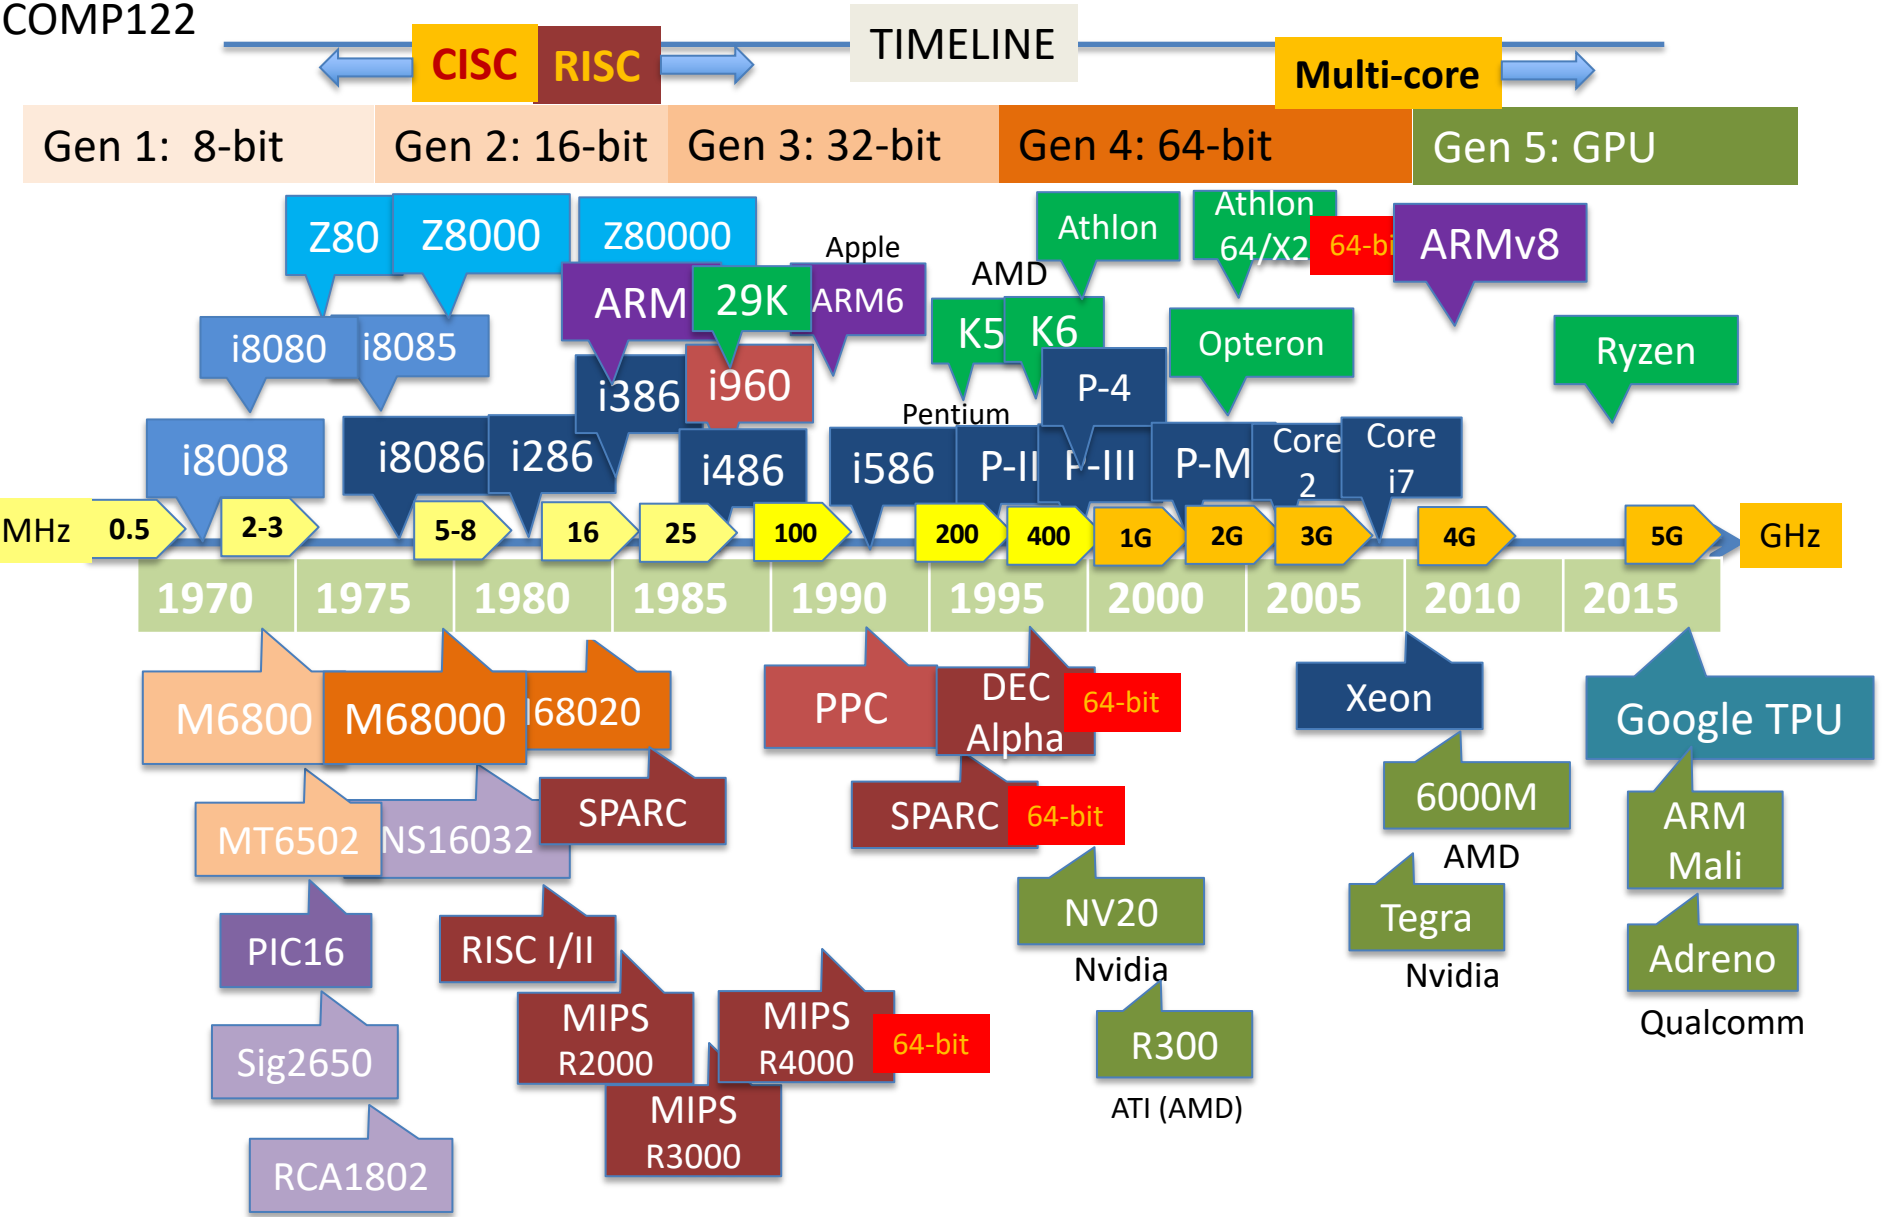 COMP122
TIMELINE
CISC
RISC
Multi-core
Gen 1: 8-bit
Gen 2: 16-bit
Gen 3: 32-bit
Gen 4: 64-bit
Gen 5: GPU
Z80
Z8000
Z80000
Apple
AMD
Athlon
Athlon
64/X2
64-bi
ARMv8
ARM
29K
ARM6
K5
K6
i8080
i8085
i386
i960
Pentium
P-4
Opteron
Ryzen
i8008
i8086
i286
i486
i586
P-II
P-III
P-M
Core
2
Core
i7
MHz
0.5
2-3
5-8
16
25
100
200
400
1G
2G
3G
4G
5G
GHz
1970
1975
1980
1985
1990
1995
2000
2005
2010
2015
M6800
M68000
68020
PPC
DEC
Alpha
64-bit
Xeon
Google TPU
MT6502
NS16032
SPARC
SPARC
64-bit
6000M
AMD
ARM
Mali
PIC16
RISC I/II
NV20
Nvidia
Tegra
Nvidia
Adreno
Qualcomm
Sig2650
MIPS
R2000
MIPS
R4000
64-bit
R300
ATI (AMD)
MIPS
R3000
RCA1802